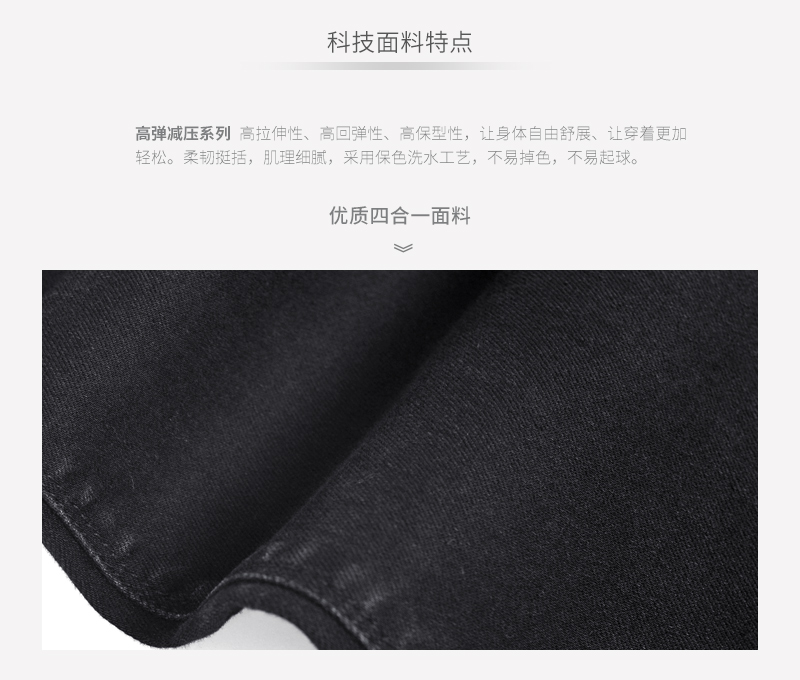 科技面料特点
高弹减压系列 高拉伸性、高回弹性、高保型性，让身体自由舒展、让穿着更加
轻松。柔韧挺括，肌理细腻，采用保色洗水工艺，不易掉色，不易起球。
优质四合一面料